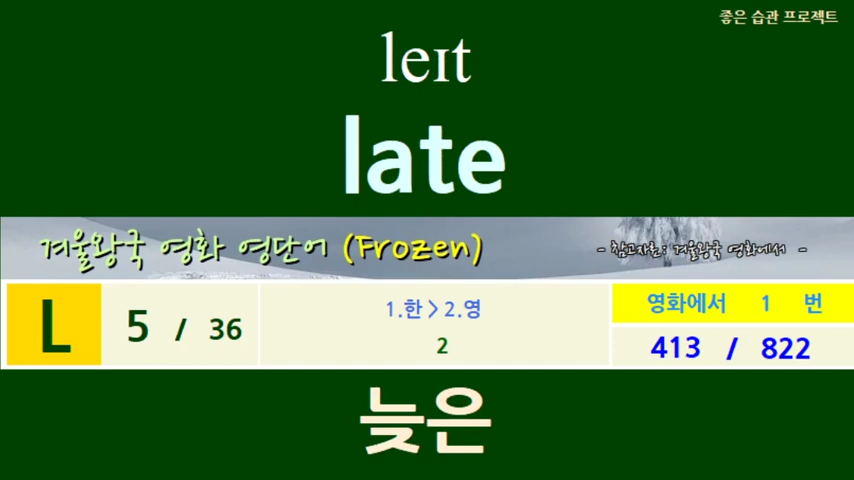 좋은 습관 프로젝트
leɪt
late
겨울왕국 영화 영단어 (Frozen)
- 참고자료: 겨울왕국 영화에서 -
L
5 / 36
1.한 > 2.영
2
영화에서 1 번
413 / 822
늦은